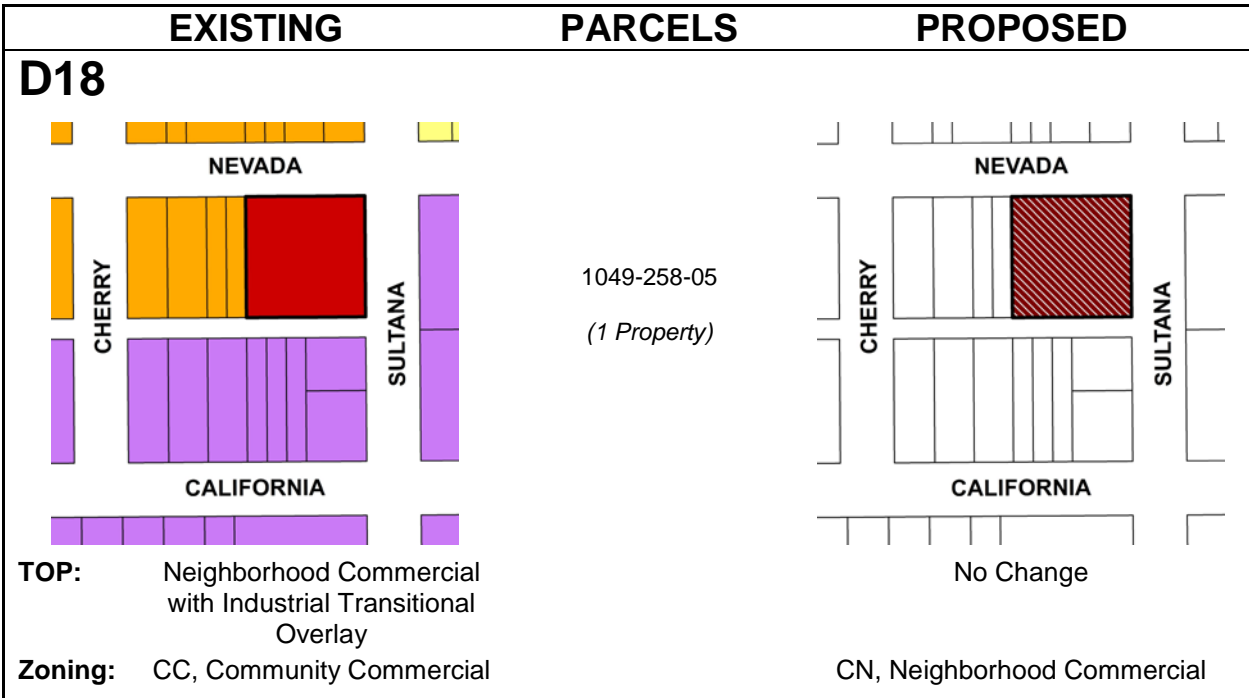 EXISTING PARCELS PROPOSED
D18
NEVADA
CHERRY
SULTANA
CALIFORNIA
1049-258-05
(1 Property)
NEVADA
CHERRY
SULTANA
CALIFORNIA
TOP: Neighborhood Commercial
with Industrial Transitional
Overlay
No Change
Zoning: CC, Community Commercial
CN, Neighborhood Commercial